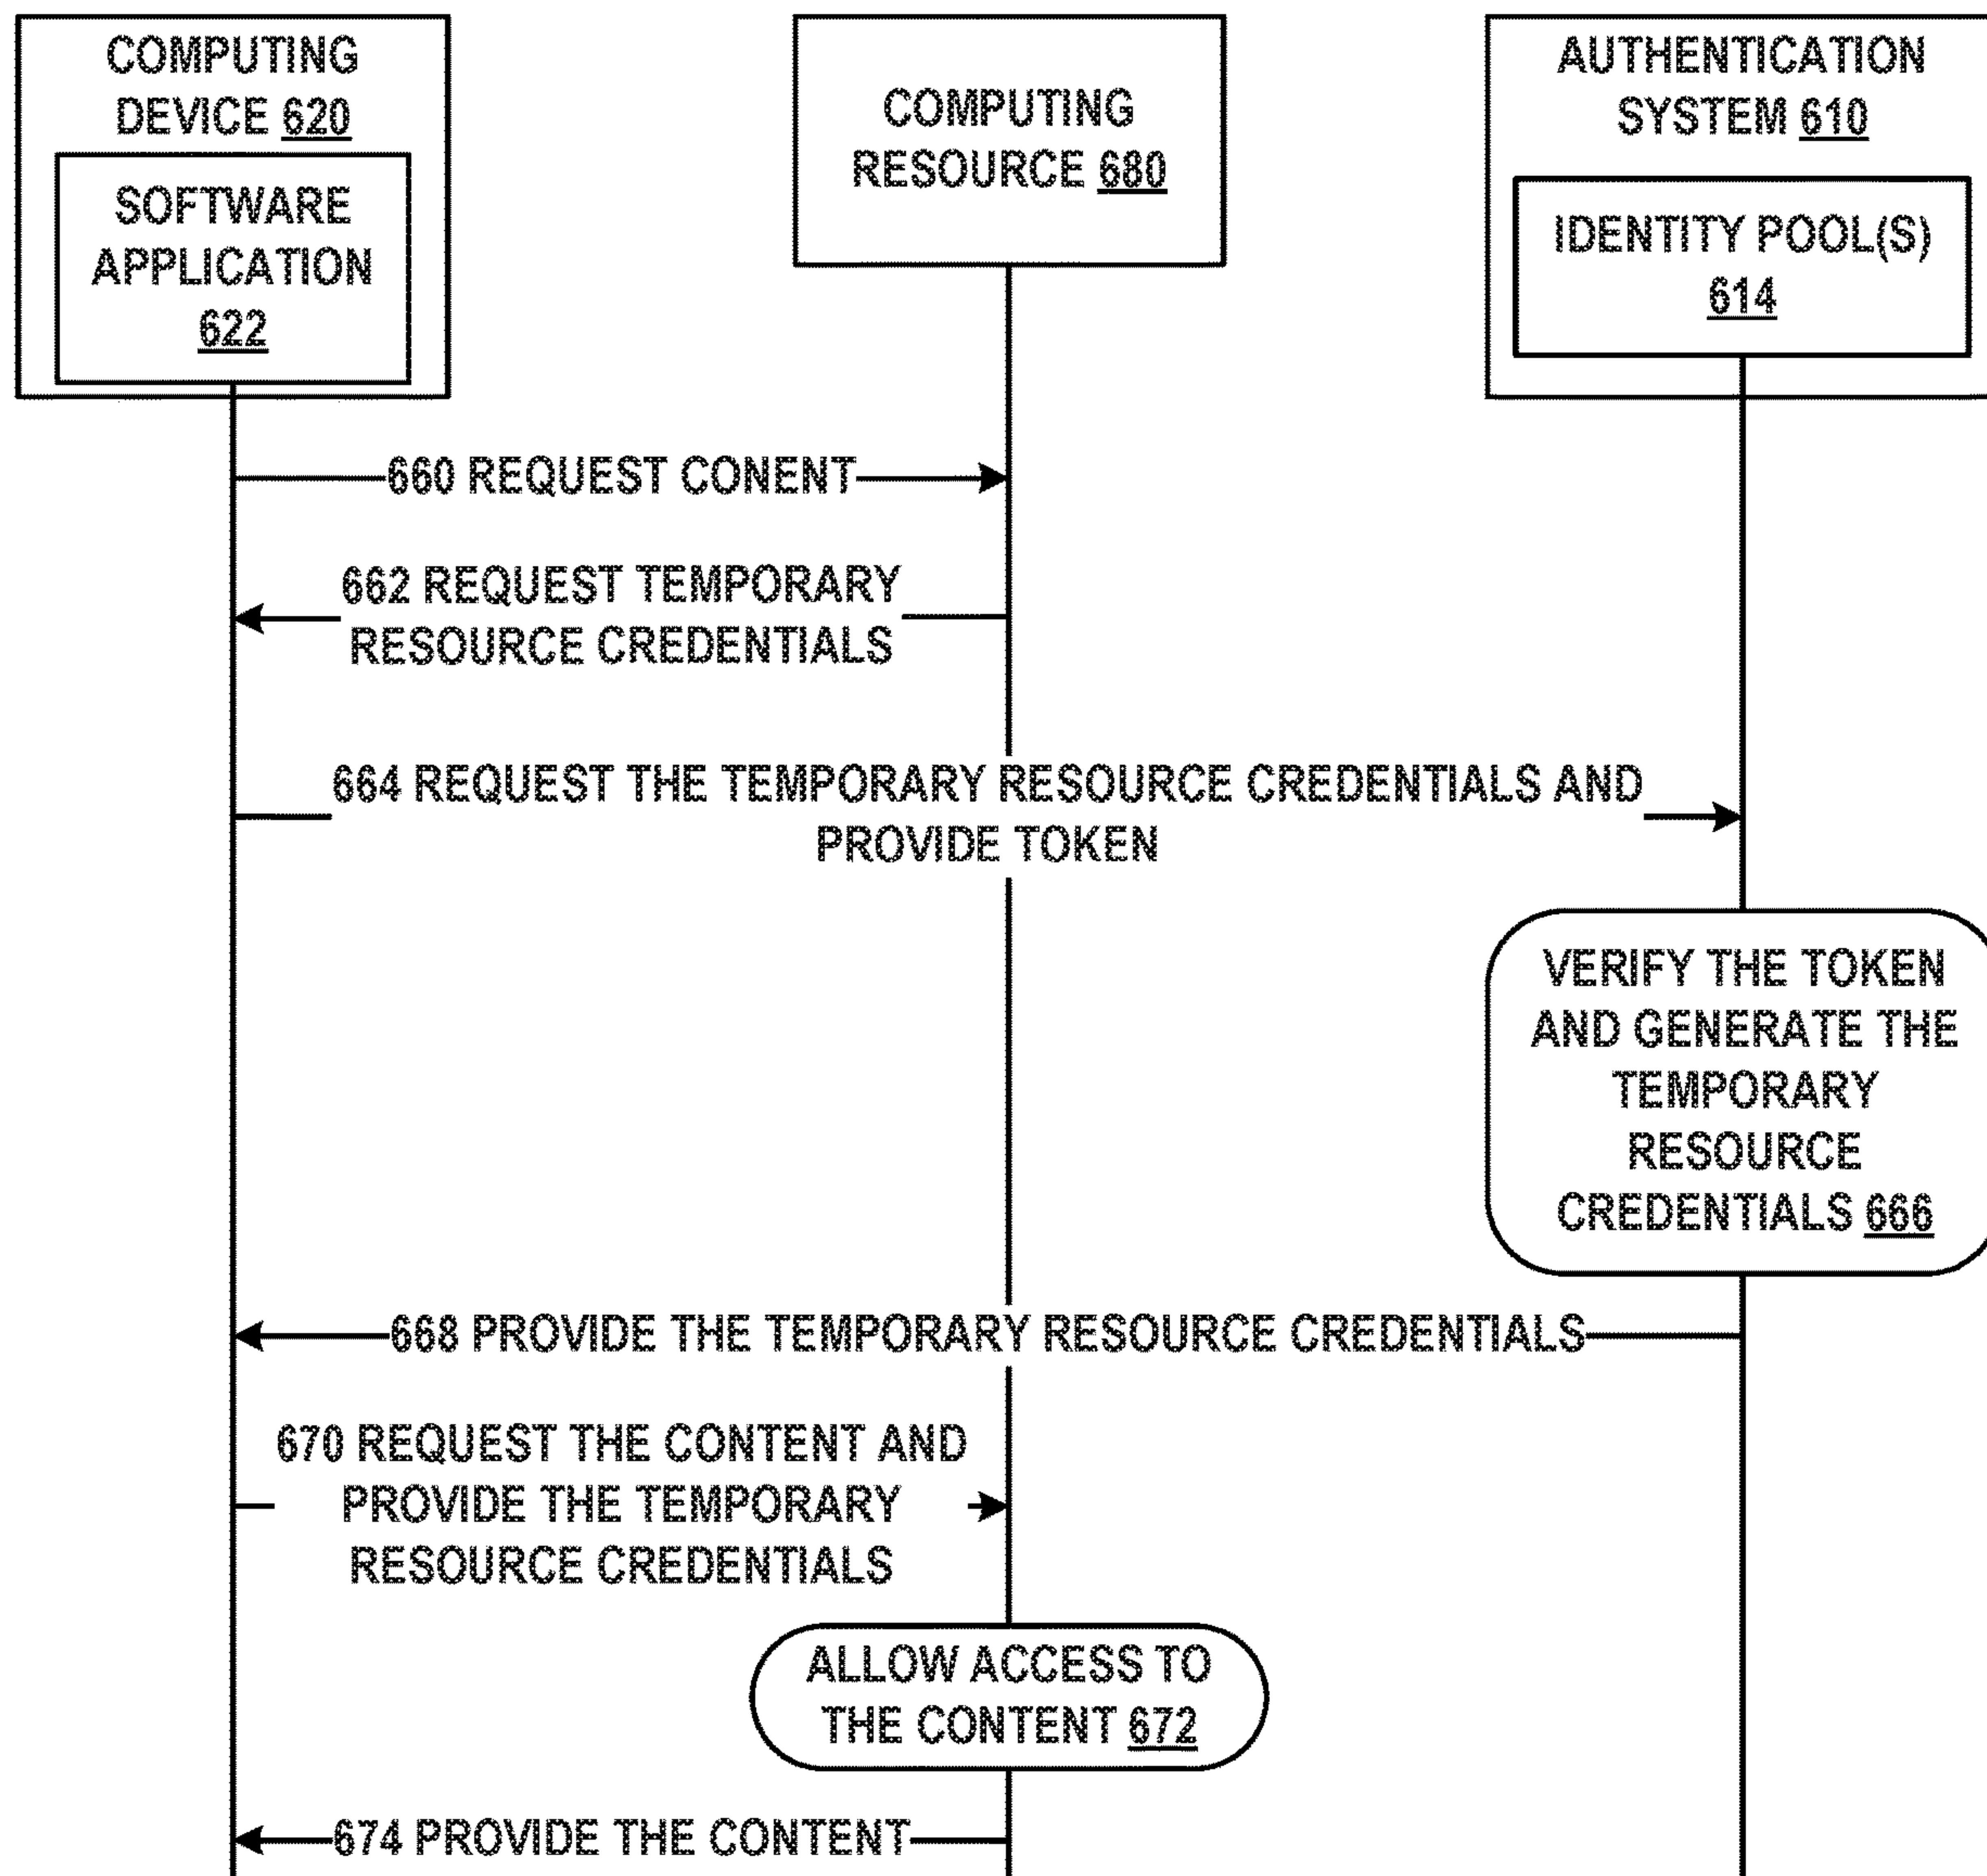 COMPUTING
DEVICE 620
SOFTWARE
APPLICATION
622
COMPUTING
RESOURCE 680
AUTHENTICATION
SYSTEM 610
IDENTITY POOL(S)
614
660 REQUEST CONENT
662 REQUEST TEMPORARY
RESOURCE CREDENTIALS
664 REQUEST THE TEMPORARY RESOURCE CREDENTIALS AND
PROVIDE TOKEN
VERIFY THE TOKEN
AND GENERATE THE
TEMPORARY
RESOURCE
CREDENTIALS 666
668 PROVIDE THE TEMPORARY RESOURCE CREDENTIALS
670 REQUEST THE CONTENT AND
PROVIDE THE TEMPORARY
RESOURCE CREDENTIALS
ALLOW ACCESS TO
THE CONTENT 672
674 PROVIDE THE CONTENT